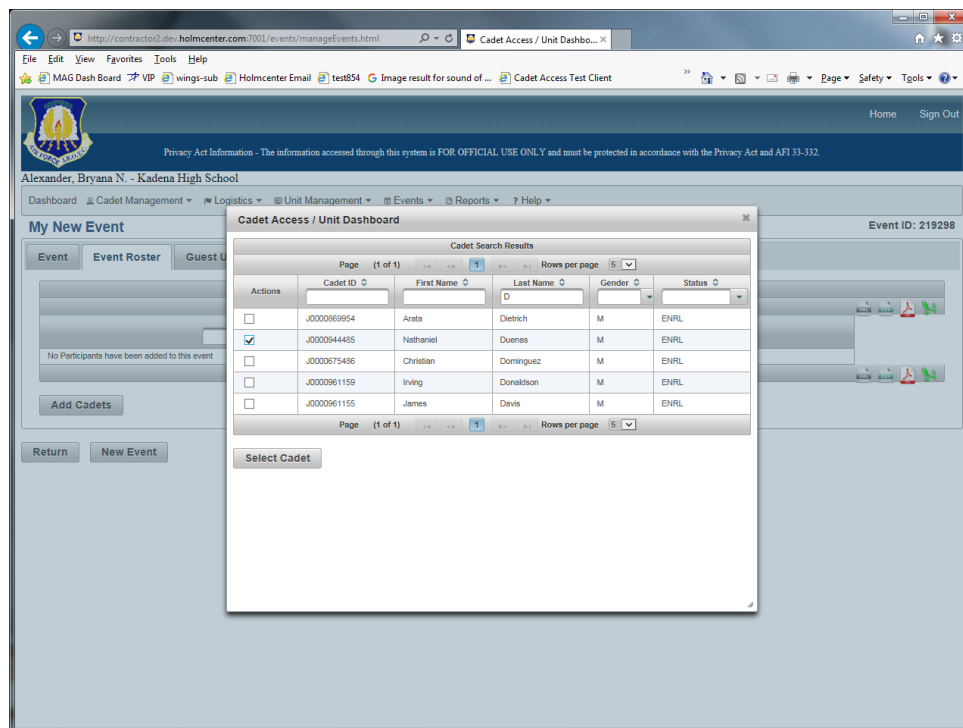 http://contractor2.dev.holmcenter.com:7001/events/manageEvents.html
Cadet Access / Unit Dashbo...
File Edit View Favorites Tools Help
MAG Dash Board VIP wings-sub Holmcenter Email test854 Image result for sound of ... Cadet Access Test Client
Page Safety Tools
Home Sign Out
AIR FORCE JROTC
Privacy Act Information - The information accessed through this system is FOR OFFICIAL USE ONLY and must be protected in accordance with the Privacy Act and AFI 33-332.
Alexander, Bryana N. - Kadena High School
Dashboard Cadet Management Logistics Unit Management Events Reports Help
My New Event
Event ID: 219298
Event Event Roster Guest U
Cadet Access / Unit Dashboard
Cadet Search Results
Page (1 of 1) 1 Rows per page 5
Actions Cadet ID First Name Last Name Gender Status
D
J0000869954 Arata Dietrich M ENRL
J0000944485 Nathaniel Duenas M ENRL
J0000675486 Christian Dominguez M ENRL
J0000961159 Irving Donaldson M ENRL
J0000961155 James Davis M ENRL
Page (1 of 1) 1 Rows per page 5
Select Cadet
No Participants have been added to this event
Add Cadets
Return New Event